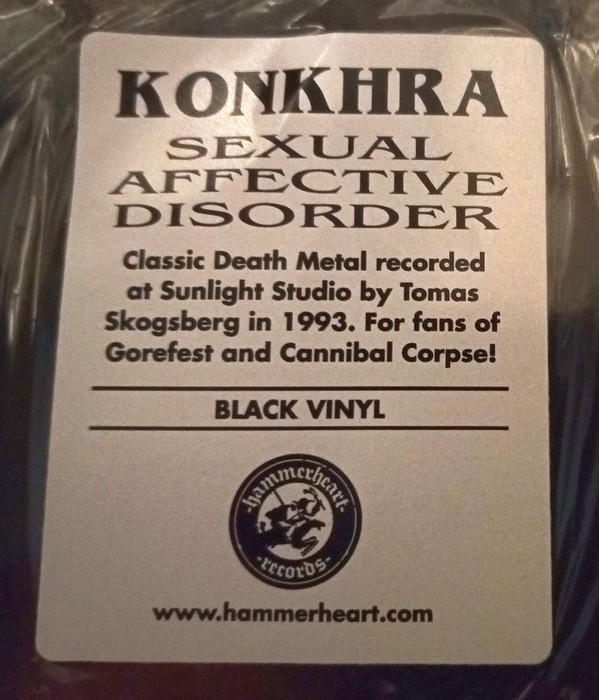 KONKHRA
SEXUAL
AFFECTIVE
DISORDER
Classic Death Metal recorded
at Sunlight Studio by Tomas
Skogsberg in 1993. For fans of
Gorefest and Cannibal Corpse!
BLACK VINYL
-hammerheart-
-records-
www.hammerheart.com